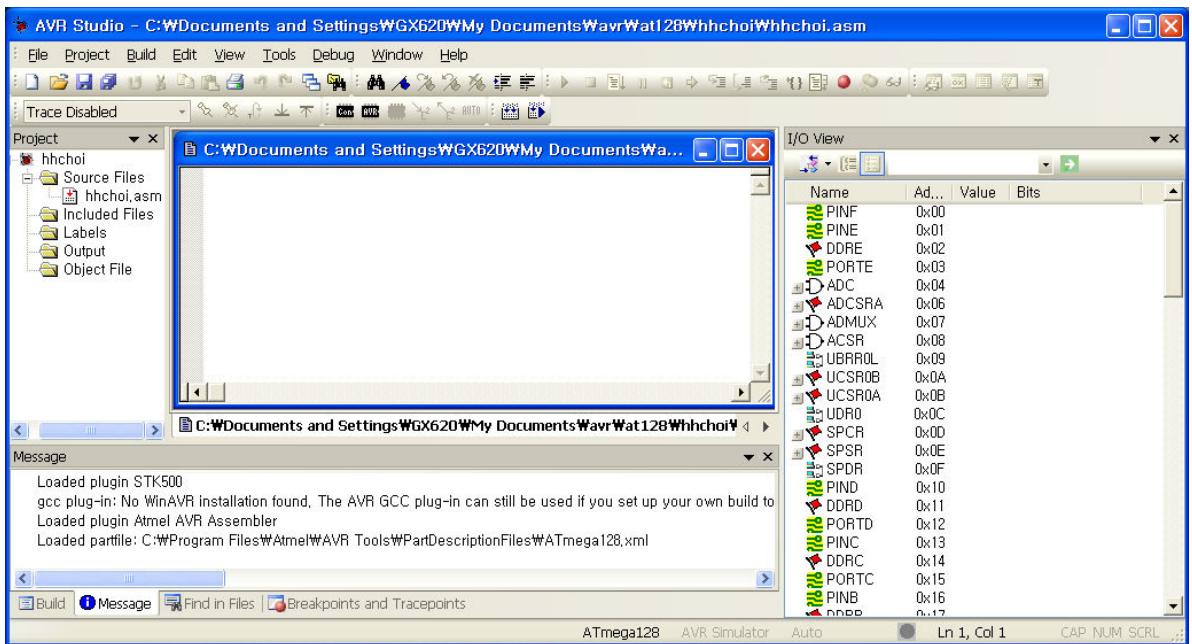 AVR Studio - C:₩Documents and Settings₩GX620₩My Documents₩avr₩at128₩hhchoi₩hhchoi.asm
File Project Build Edit View Tools Debug Window Help
Trace Disabled
Con AVR AUTO
Project
hhchoi
Source Files
hhchoi.asm
Included Files
Labels
Output
Object File
C:₩Documents and Settings₩GX620₩My Documents₩a...
C:₩Documents and Settings₩GX620₩My Documents₩avr₩at128₩hhchoi₩
I/O View
Name Ad... Value Bits
PINF 0x00
PINE 0x01
DDRE 0x02
PORTE 0x03
ADC 0x04
ADCSRA 0x06
ADMUX 0x07
ACSR 0x08
UBRR0L 0x09
UCSR0B 0x0A
UCSR0A 0x0B
UDR0 0x0C
SPCR 0x0D
SPSR 0x0E
SPDR 0x0F
PIND 0x10
DDRD 0x11
PORTD 0x12
PINC 0x13
DDRC 0x14
PORTC 0x15
PINB 0x16
DDRB 0x17
Message
Loaded plugin STK500
gcc plug-in: No WinAVR installation found, The AVR GCC plug-in can still be used if you set up your own build to
Loaded plugin Atmel AVR Assembler
Loaded partfile: C:₩Program Files₩Atmel₩AVR Tools₩PartDescriptionFiles₩ATmega128.xml
Build Message Find in Files Breakpoints and Tracepoints
ATmega128 AVR Simulator Auto Ln 1, Col 1 CAP NUM SCRL